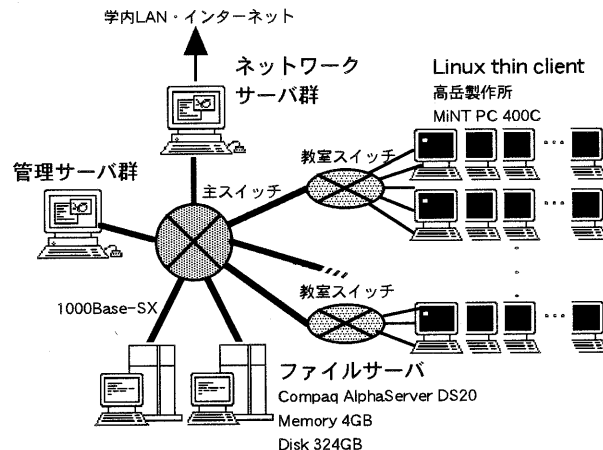 学内LAN・インターネット
ネットワーク
サーバ群
Linux thin client
高岳製作所
MiNT PC 400C
教室スイッチ
管理サーバ群
主スイッチ
教室スイッチ
1000Base-SX
ファイルサーバ
Compaq AlphaServer DS20
Memory 4GB
Disk 324GB